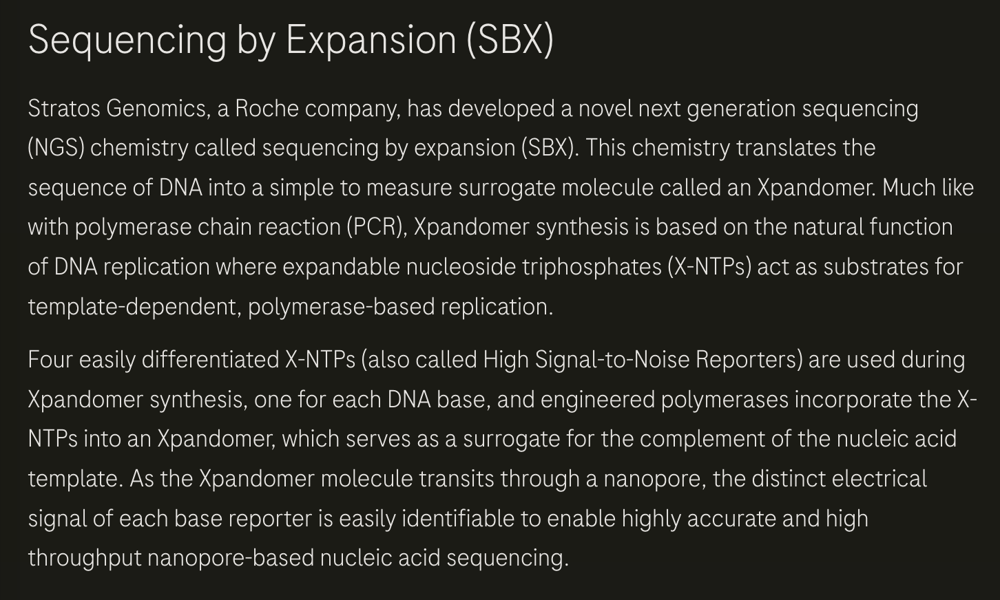 Sequencing by Expansion (SBX)
Stratos Genomics, a Roche company, has developed a novel next generation sequencing
(NGS) chemistry called sequencing by expansion (SBX). This chemistry translates the
sequence of DNA into a simple to measure surrogate molecule called an Xpandomer. Much like
with polymerase chain reaction (PCR), Xpandomer synthesis is based on the natural function
of DNA replication where expandable nucleoside triphosphates (X-NTPs) act as substrates for
template-dependent, polymerase-based replication.
Four easily differentiated X-NTPs (also called High Signal-to-Noise Reporters) are used during
Xpandomer synthesis, one for each DNA base, and engineered polymerases incorporate the X-
NTPs into an Xpandomer, which serves as a surrogate for the complement of the nucleic acid
template. As the Xpandomer molecule transits through a nanopore, the distinct electrical
signal of each base reporter is easily identifiable to enable highly accurate and high
throughput nanopore-based nucleic acid sequencing.